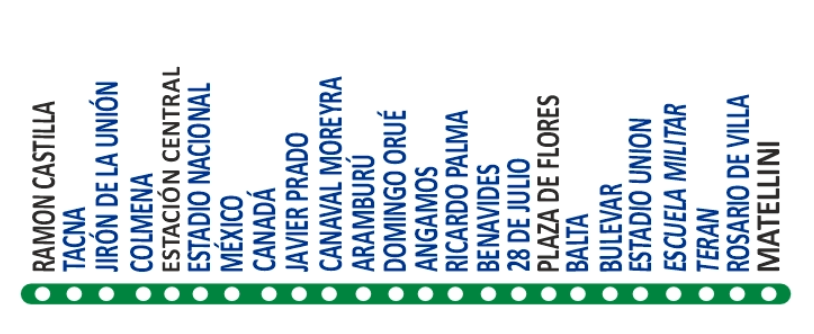 RAMON CASTILLA
TACNA
JIRÓN DE LA UNIÓN
COLMENA
ESTACIÓN CENTRAL
ESTADIO NACIONAL
MÉXICO
CANADÁ
JAVIER PRADO
CANAVAL MOREYRA
ARAMBURÚ
DOMINGO ORUÉ
ANGAMOS
RICARDO PALMA
BENAVIDES
28 DE JULIO
PLAZA DE FLORES
BALTA
BULEVAR
ESTADIO UNION
ESCUELA MILITAR
TERAN
ROSARIO DE VILLA
MATELLINI